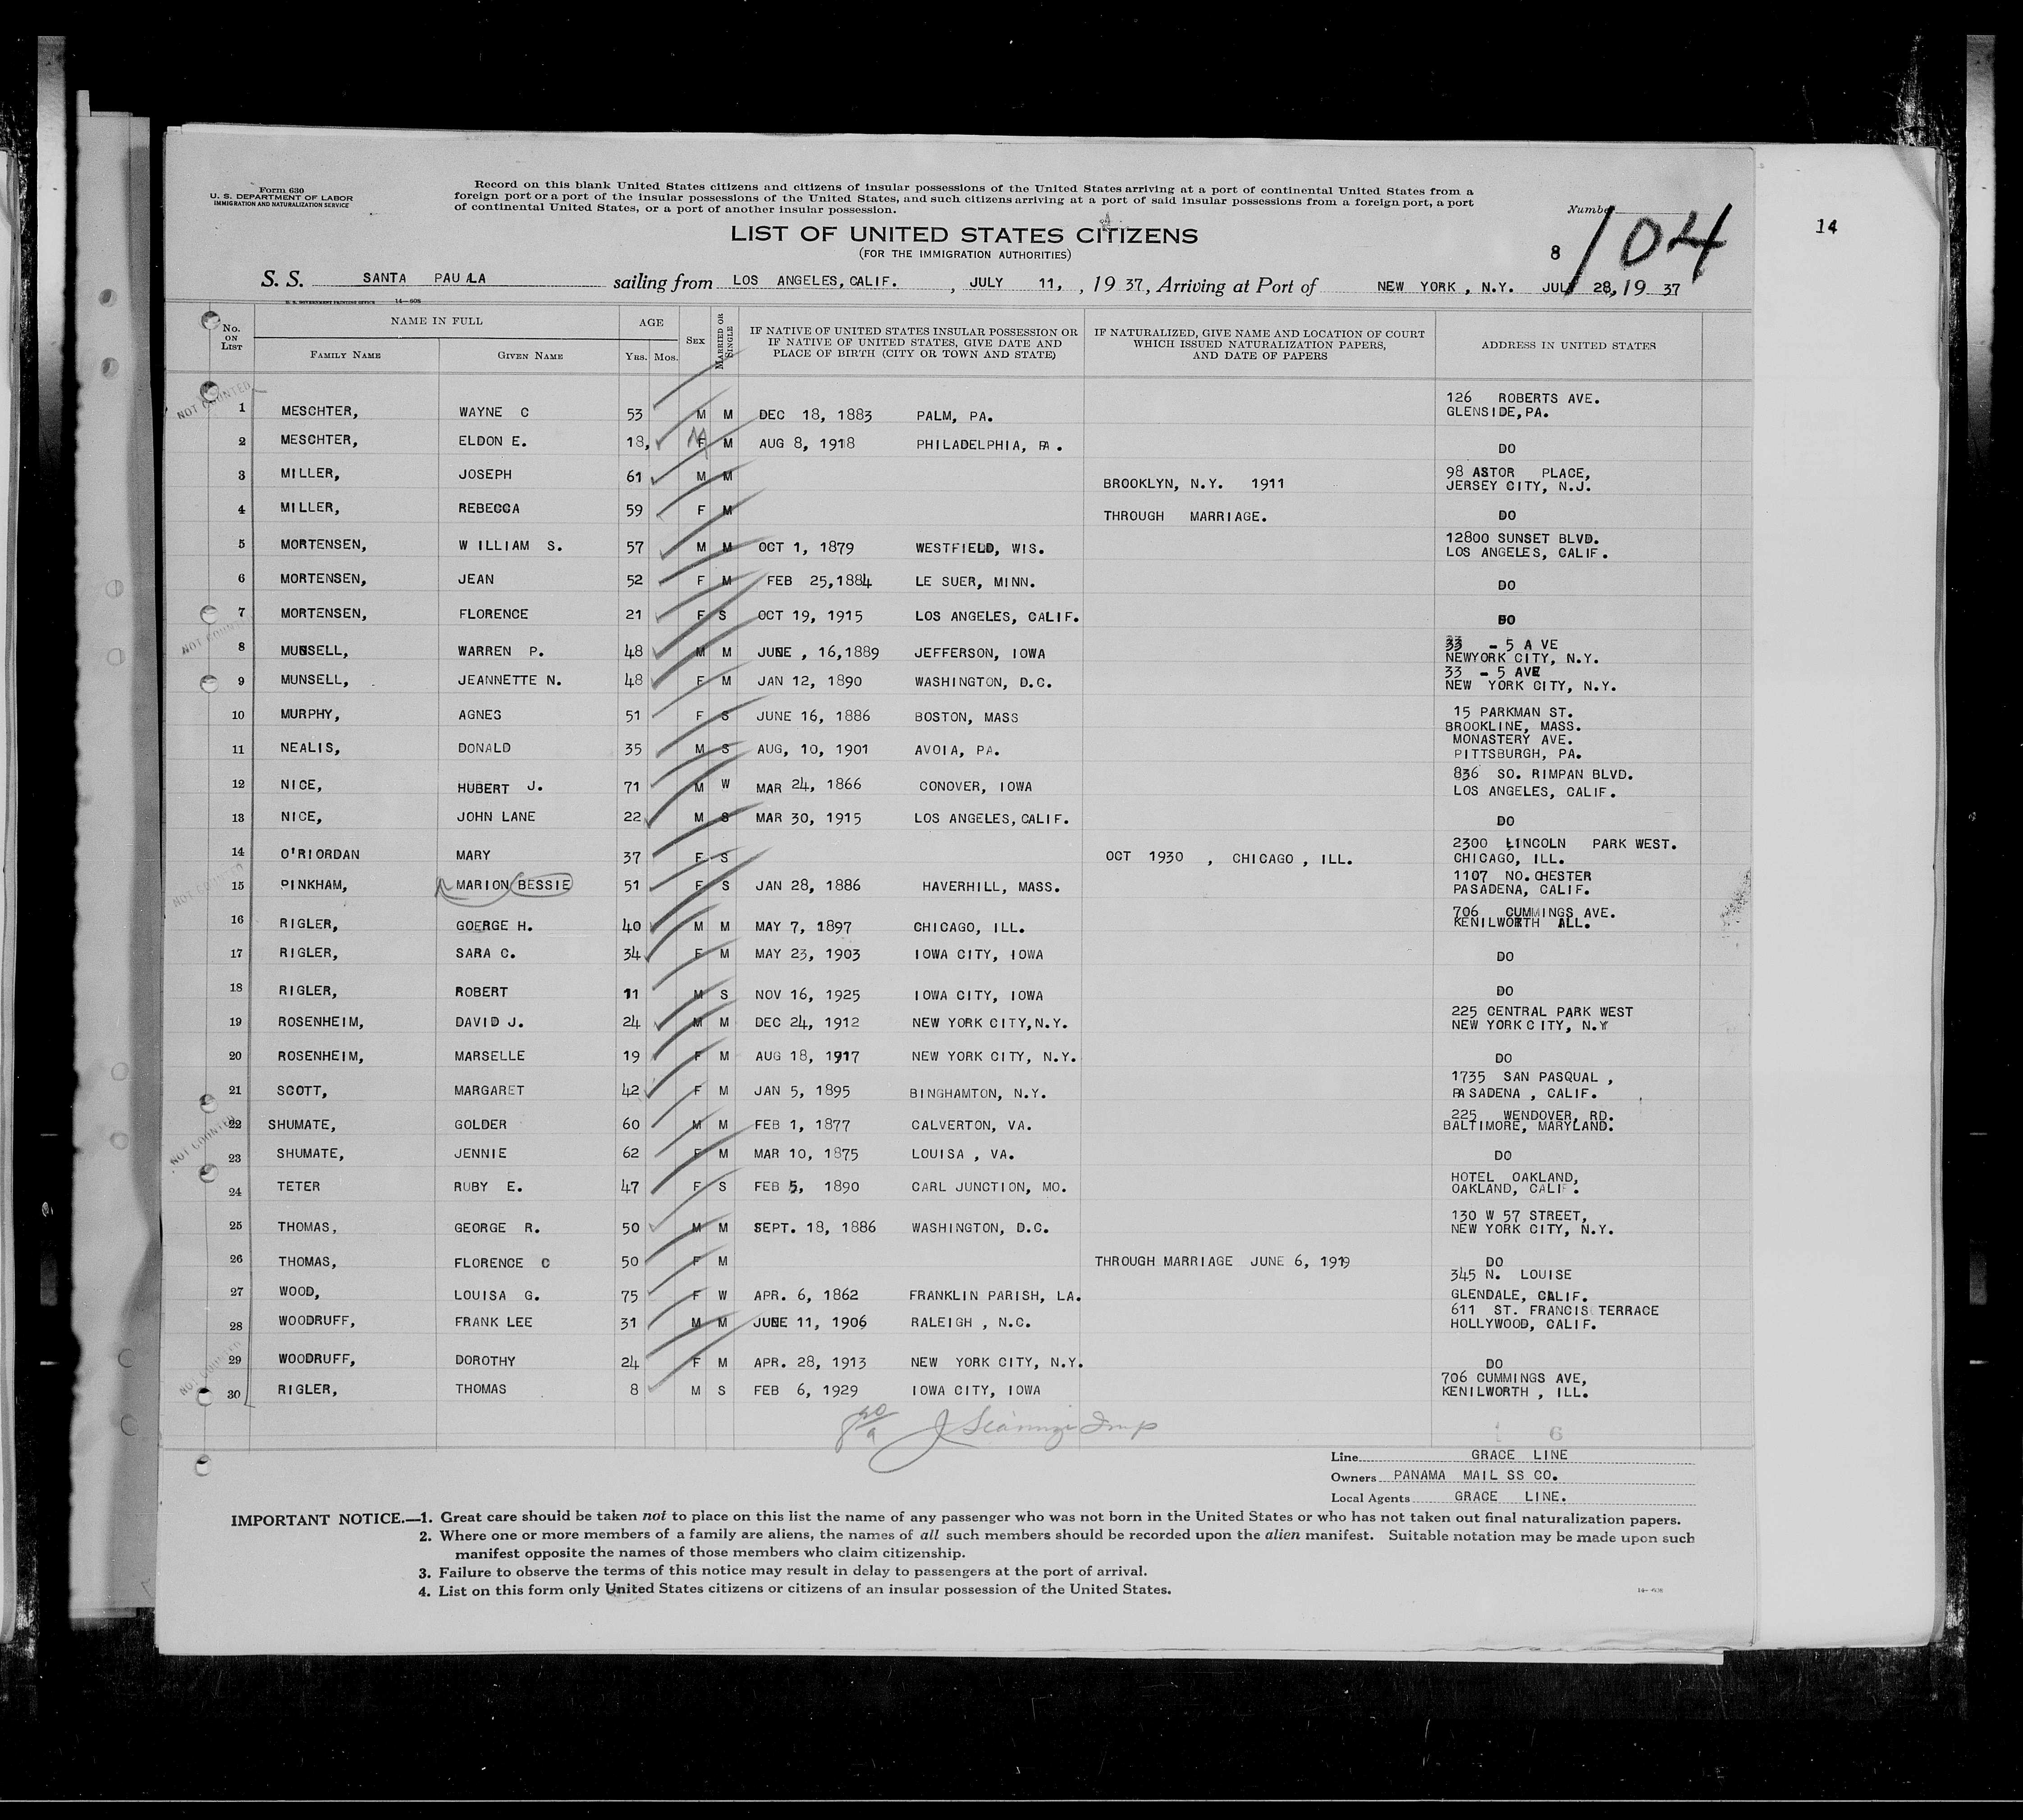 Form 630
U. S. DEPARTMENT OF LABOR
IMMIGRATION AND NATURALIZATION SERVICE
Record on this blank United States citizens and citizens of insular possessions of the United States arriving at a port of continental United States from a
foreign port or a port of the insular possessions of the United States, and such citizens arriving at a port of said insular possessions from a foreign port, a port
of continental United States, or a port of another insular possession.
Number
104
14
LIST OF UNITED STATES CITIZENS
(FOR THE IMMIGRATION AUTHORITIES)
8
S. S. SANTA PAULA sailing from LOS ANGELES, CALIF. , JULY 11, , 19 37, Arriving at Port of NEW YORK , N.Y. JULY 28, 19 37
U. S. GOVERNMENT PRINTING OFFICE 14—608
No. ON LIST
NAME IN FULL
FAMILY NAME
GIVEN NAME
AGE
YRS. MOS.
SEX
MARRIED OR SINGLE
IF NATIVE OF UNITED STATES INSULAR POSSESSION OR
IF NATIVE OF UNITED STATES, GIVE DATE AND
PLACE OF BIRTH (CITY OR TOWN AND STATE)
IF NATURALIZED, GIVE NAME AND LOCATION OF COURT
WHICH ISSUED NATURALIZATION PAPERS,
AND DATE OF PAPERS
ADDRESS IN UNITED STATES
NOT COUNTED
1 MESCHTER, WAYNE C 53 M M DEC 18, 1883 PALM, PA. 126 ROBERTS AVE.
GLENSIDE, PA.
2 MESCHTER, ELDON E. 18, M F M AUG 8, 1918 PHILADELPHIA, PA . DO
3 MILLER, JOSEPH 61 M M BROOKLYN, N.Y. 1911 98 ASTOR PLACE,
JERSEY CITY, N.J.
4 MILLER, REBECCA 59 F M THROUGH MARRIAGE. DO
5 MORTENSEN, W ILLIAM S. 57 M M OCT 1, 1879 WESTFIELD, WIS. 12800 SUNSET BLVD.
LOS ANGELES, CALIF.
6 MORTENSEN, JEAN 52 F M FEB 25,1884 LE SUER, MINN. DO
7 MORTENSEN, FLORENCE 21 F S OCT 19, 1915 LOS ANGELES, CALIF. DO
NOT COUNTED
8 MUNSELL, WARREN P. 48 M M JUNE , 16,1889 JEFFERSON, IOWA 33 - 5 A VE
NEWYORK CITY, N.Y.
9 MUNSELL, JEANNETTE N. 48 F M JAN 12, 1890 WASHINGTON, D.C. 33 - 5 AVE
NEW YORK CITY, N.Y.
10 MURPHY, AGNES 51 F S JUNE 16, 1886 BOSTON, MASS 15 PARKMAN ST.
BROOKLINE, MASS.
11 NEALIS, DONALD 35 M S AUG, 10, 1901 AVOIA, PA. MONASTERY AVE.
PITTSBURGH, PA.
12 NICE, HUBERT J. 71 M W MAR 24, 1866 CONOVER, IOWA 836 SO. RIMPAN BLVD.
LOS ANGELES, CALIF.
13 NICE, JOHN LANE 22 M S MAR 30, 1915 LOS ANGELES, CALIF. DO
14 O'RIORDAN MARY 37 F S OCT 1930 , CHICAGO , ILL. 2300 LINCOLN PARK WEST.
CHICAGO, ILL.
NOT COUNTED
15 PINKHAM, MARION BESSIE 51 F S JAN 28, 1886 HAVERHILL, MASS. 1107 NO. CHESTER
PASADENA, CALIF.
16 RIGLER, GOERGE H. 40 M M MAY 7, 1897 CHICAGO, ILL. 706 CUMMINGS AVE.
KENILWORTH ALL.
17 RIGLER, SARA C. 34 F M MAY 23, 1903 IOWA CITY, IOWA DO
18 RIGLER, ROBERT 11 M S NOV 16, 1925 IOWA CITY, IOWA DO
19 ROSENHEIM, DAVID J. 24 M M DEC 24, 1912 NEW YORK CITY, N.Y. 225 CENTRAL PARK WEST
NEW YORK CITY, N.Y
20 ROSENHEIM, MARSELLE 19 F M AUG 18, 1917 NEW YORK CITY, N.Y. DO
21 SCOTT, MARGARET 42 F M JAN 5, 1895 BINGHAMTON, N.Y. 1735 SAN PASQUAL ,
PASADENA , CALIF.
NOT COUNTED
22 SHUMATE, GOLDER 60 M M FEB 1, 1877 CALVERTON, VA. 225 WENDOVER, RD.
BALTIMORE, MARYLAND.
23 SHUMATE, JENNIE 62 F M MAR 10, 1875 LOUISA , VA. DO
24 TETER RUBY E. 47 F S FEB 5, 1890 CARL JUNCTION, MO. HOTEL OAKLAND,
OAKLAND, CALIF.
25 THOMAS, GEORGE R. 50 M M SEPT. 18, 1886 WASHINGTON, D.C. 130 W 57 STREET,
NEW YORK CITY, N.Y.
26 THOMAS, FLORENCE C 50 F M THROUGH MARRIAGE JUNE 6, 1919 DO
27 WOOD, LOUISA G. 75 F W APR. 6, 1862 FRANKLIN PARISH, LA. 345 N. LOUISE
GLENDALE, CALIF.
28 WOODRUFF, FRANK LEE 31 M M JUNE 11, 1906 RALEIGH , N.C. 611 ST. FRANCIS TERRACE
HOLLYWOOD, CALIF.
NOT COUNTED
29 WOODRUFF, DOROTHY 24 F M APR. 28, 1913 NEW YORK CITY, N.Y. DO
30 RIGLER, THOMAS 8 M S FEB 6, 1929 IOWA CITY, IOWA 706 CUMMINGS AVE,
KENILWORTH , ILL.
6
Line GRACE LINE
Owners PANAMA MAIL SS CO.
Local Agents GRACE LINE.
IMPORTANT NOTICE.—1. Great care should be taken not to place on this list the name of any passenger who was not born in the United States or who has not taken out final naturalization papers.
2. Where one or more members of a family are aliens, the names of all such members should be recorded upon the alien manifest. Suitable notation may be made upon such
manifest opposite the names of those members who claim citizenship.
3. Failure to observe the terms of this notice may result in delay to passengers at the port of arrival.
4. List on this form only United States citizens or citizens of an insular possession of the United States.
14—608